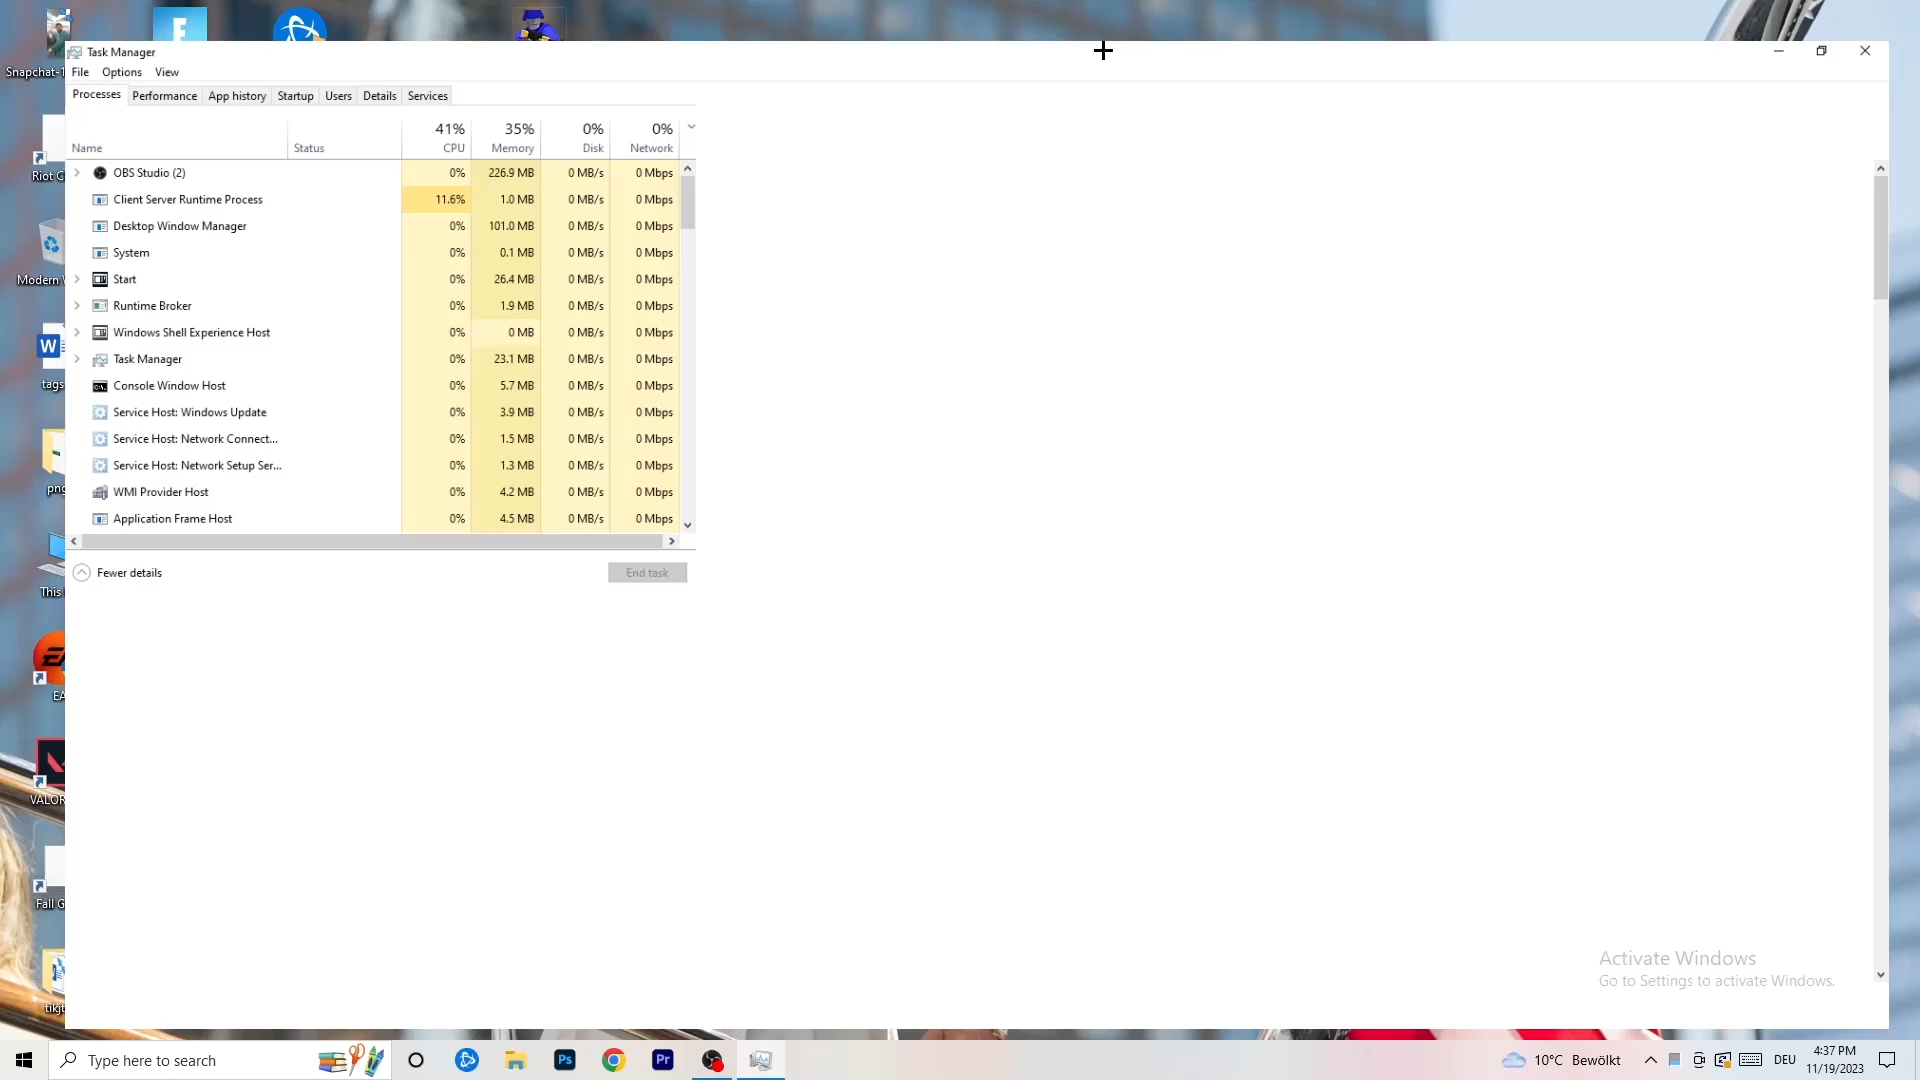 Snapchat-1
Riot C
Modern
tags
png
This
EA
VALOR
Fall G
tikjt
Task Manager
File Options View
Processes Performance App history Startup Users Details Services
41% 35% 0% 0%
Name Status CPU Memory Disk Network
OBS Studio (2) 0% 226.9 MB 0 MB/s 0 Mbps
Client Server Runtime Process 11.6% 1.0 MB 0 MB/s 0 Mbps
Desktop Window Manager 0% 101.0 MB 0 MB/s 0 Mbps
System 0% 0.1 MB 0 MB/s 0 Mbps
Start 0% 26.4 MB 0 MB/s 0 Mbps
Runtime Broker 0% 1.9 MB 0 MB/s 0 Mbps
Windows Shell Experience Host 0% 0 MB 0 MB/s 0 Mbps
Task Manager 0% 23.1 MB 0 MB/s 0 Mbps
Console Window Host 0% 5.7 MB 0 MB/s 0 Mbps
Service Host: Windows Update 0% 3.9 MB 0 MB/s 0 Mbps
Service Host: Network Connect... 0% 1.5 MB 0 MB/s 0 Mbps
Service Host: Network Setup Ser... 0% 1.3 MB 0 MB/s 0 Mbps
WMI Provider Host 0% 4.2 MB 0 MB/s 0 Mbps
Application Frame Host 0% 4.5 MB 0 MB/s 0 Mbps
Fewer details End task
Activate Windows
Go to Settings to activate Windows.
Type here to search Ps Pr 10°C Bewölkt DEU 4:37 PM
11/19/2023